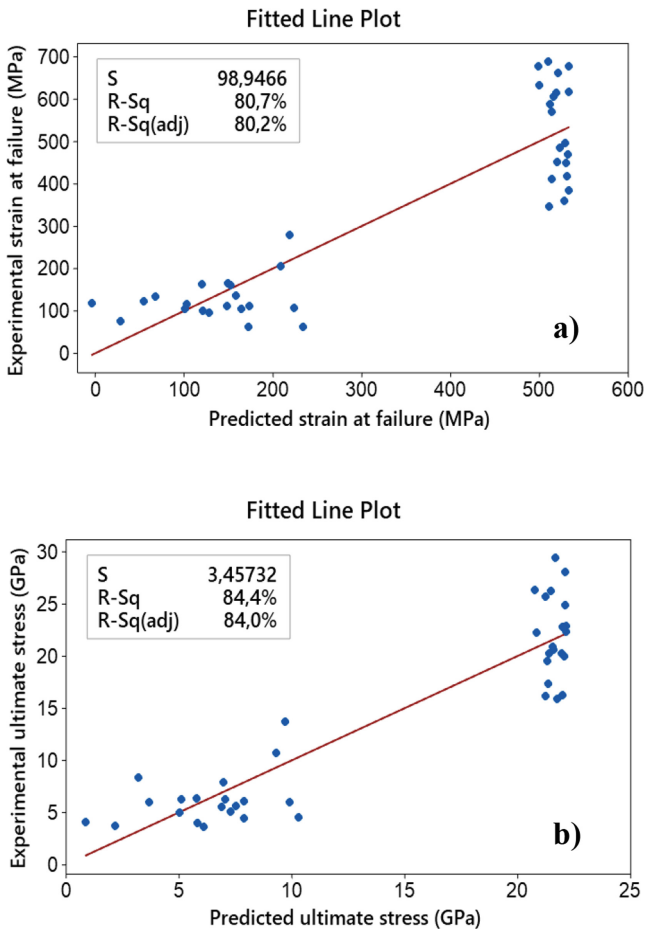 Fitted Line Plot
S 98,9466
R-Sq 80,7%
R-Sq(adj) 80,2%
Experimental strain at failure (MPa)
700
600
500
400
300
200
100
0
a)
0 100 200 300 400 500 600
Predicted strain at failure (MPa)
Fitted Line Plot
S 3,45732
R-Sq 84,4%
R-Sq(adj) 84,0%
Experimental ultimate stress (GPa)
30
25
20
15
10
5
0
b)
0 5 10 15 20 25
Predicted ultimate stress (GPa)